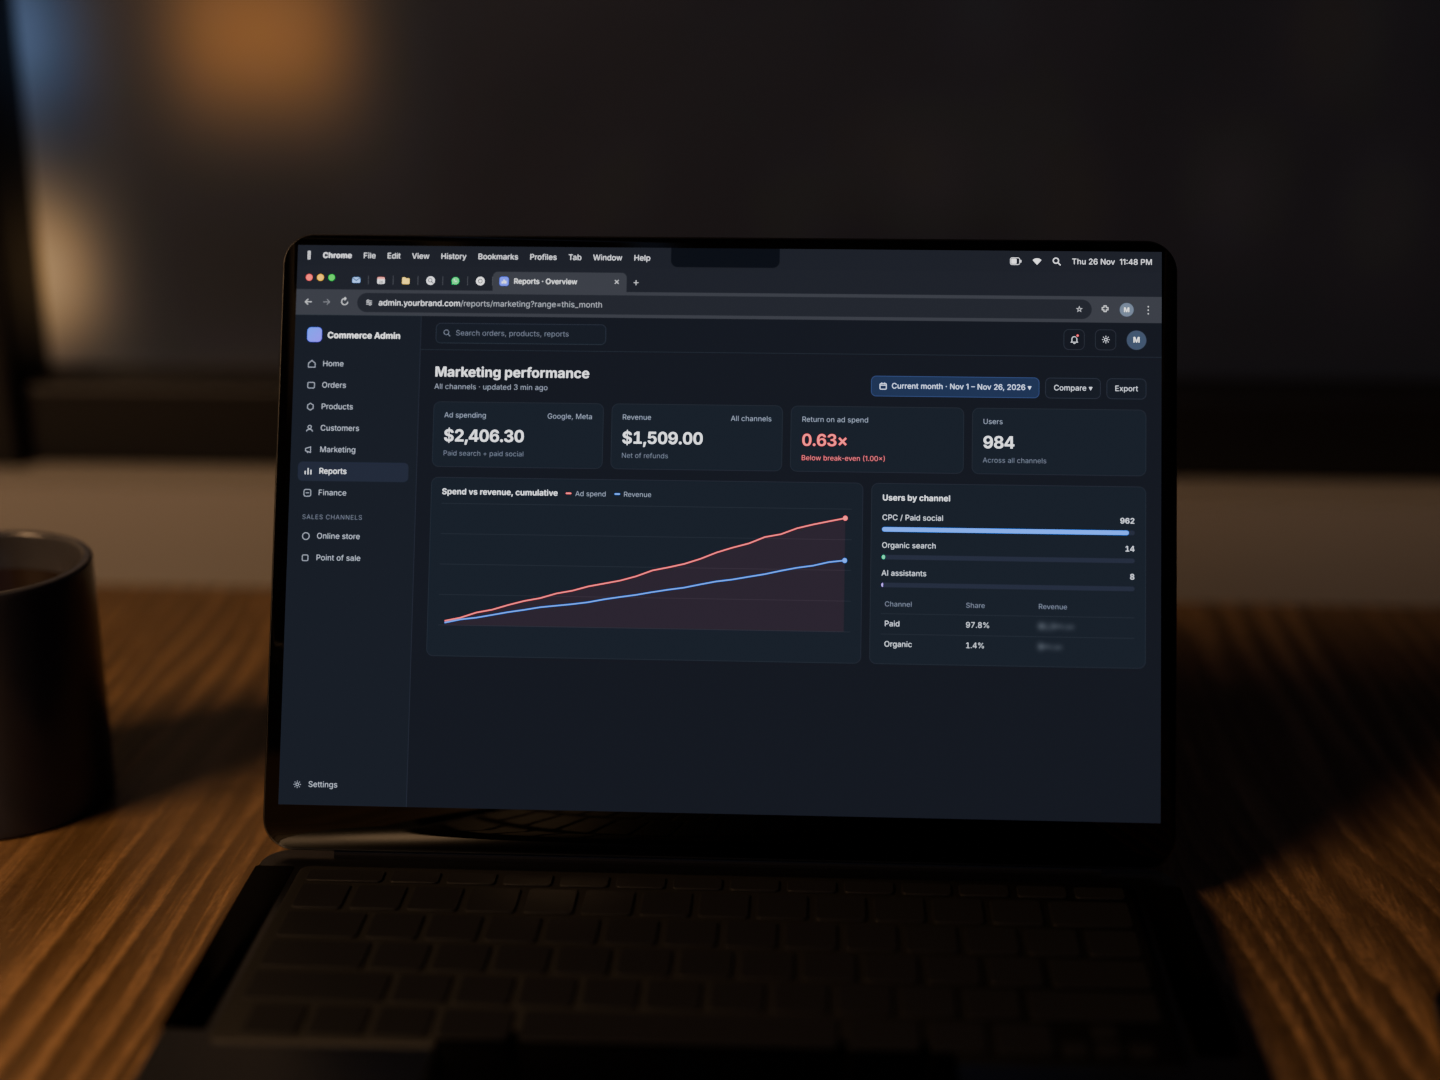 Chrome File Edit View History Bookmarks Profiles Tab Window Help
Thu 26 Nov 11:48 PM
Reports · Overview
admin.yourbrand.com/reports/marketing?range=this_month
M
Commerce Admin
Search orders, products, reports
M
Home
Orders
Products
Customers
Marketing
Reports
Finance
SALES CHANNELS
Online store
Point of sale
Settings
Marketing performance
All channels · updated 3 min ago
Current month · Nov 1 – Nov 26, 2026 ▾
Compare ▾
Export
Ad spending
Google, Meta
$2,406.30
Paid search + paid social
Revenue
All channels
$1,509.00
Net of refunds
Return on ad spend
0.63×
Below break-even (1.00×)
Users
984
Across all channels
Spend vs revenue, cumulative
Ad spend
Revenue
Users by channel
CPC / Paid social 962
Organic search 14
AI assistants 8
Channel Share Revenue
Paid 97.8%
Organic 1.4%